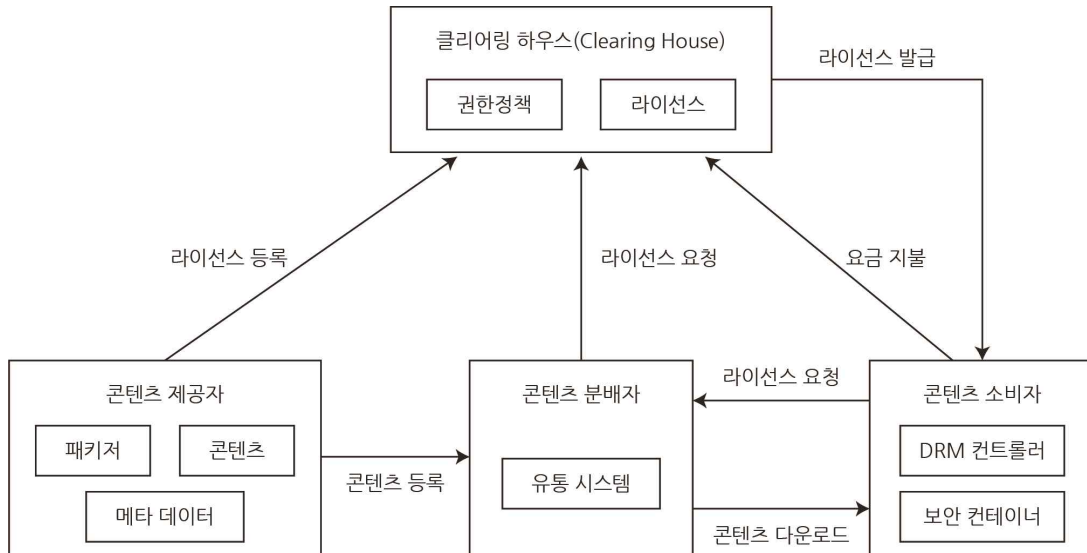 클리어링 하우스(Clearing House)
권한정책
라이선스
라이선스 발급
라이선스 등록
라이선스 요청
요금 지불
콘텐츠 제공자
패키저
콘텐츠
메타 데이터
콘텐츠 등록
콘텐츠 분배자
유통 시스템
라이선스 요청
콘텐츠 다운로드
콘텐츠 소비자
DRM 컨트롤러
보안 컨테이너